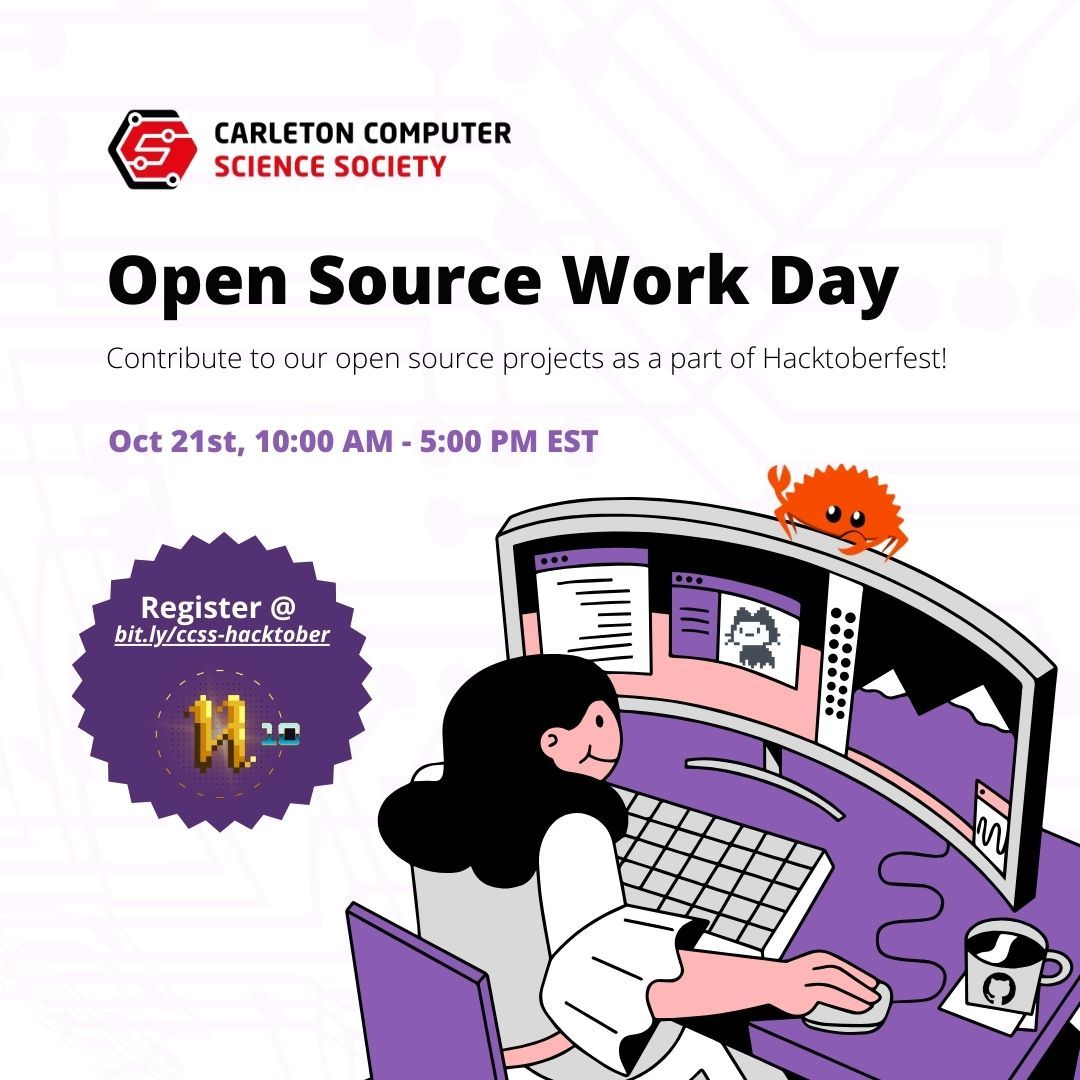 CARLETON COMPUTER
SCIENCE SOCIETY
Open Source Work Day
Contribute to our open source projects as a part of Hacktoberfest!
Oct 21st, 10:00 AM - 5:00 PM EST
Register @
bit.ly/ccss-hacktober
H 10